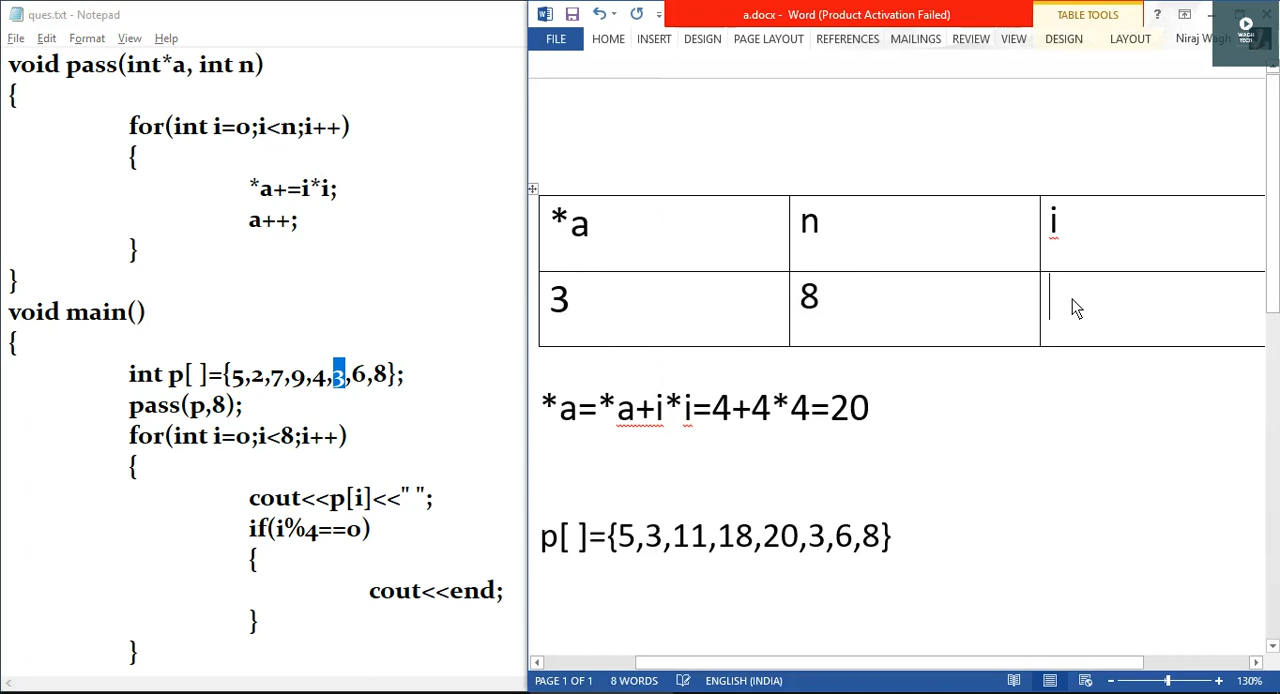 ques.txt - Notepad
File Edit Format View Help
void pass(int*a, int n)
{
for(int i=0;i<n;i++)
{
*a+=i*i;
a++;
}
}
void main()
{
int p[ ]={5,2,7,9,4,3,6,8};
pass(p,8);
for(int i=0;i<8;i++)
{
cout<<p[i]<<" ";
if(i%4==0)
{
cout<<end;
}
}
a.docx - Word (Product Activation Failed)
TABLE TOOLS
?
FILE HOME INSERT DESIGN PAGE LAYOUT REFERENCES MAILINGS REVIEW VIEW DESIGN LAYOUT Niraj Wagh
WAGH
TECH
*a n i
3 8
*a=*a+i*i=4+4*4=20
p[ ]={5,3,11,18,20,3,6,8}
PAGE 1 OF 1 8 WORDS ENGLISH (INDIA) 130%